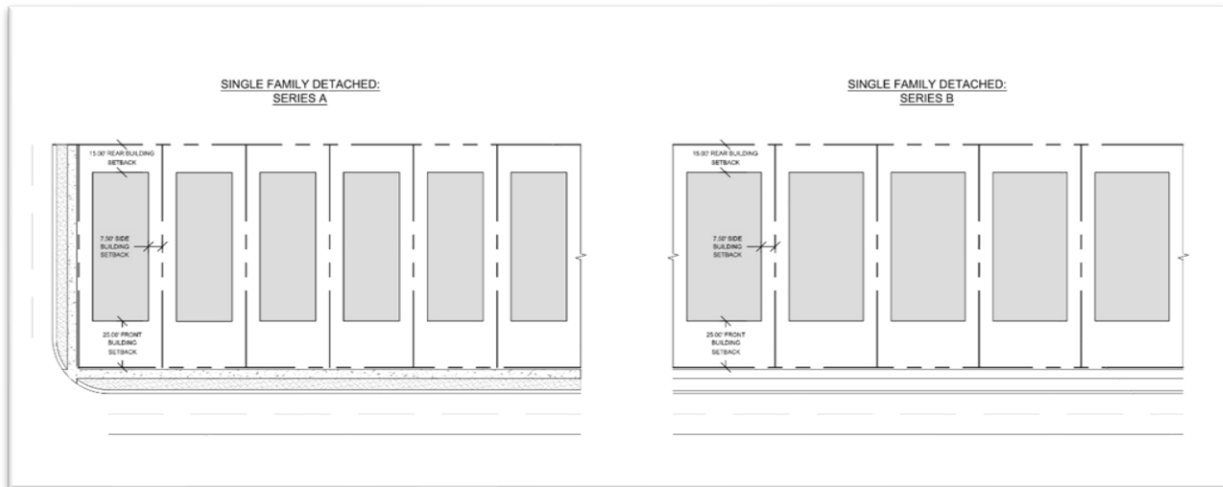 SINGLE FAMILY DETACHED:
SERIES A
15.00' REAR BUILDING
SETBACK
7.50' SIDE
BUILDING
SETBACK
25.00' FRONT
BUILDING
SETBACK
SINGLE FAMILY DETACHED:
SERIES B
15.00' REAR BUILDING
SETBACK
7.50' SIDE
BUILDING
SETBACK
25.00' FRONT
BUILDING
SETBACK